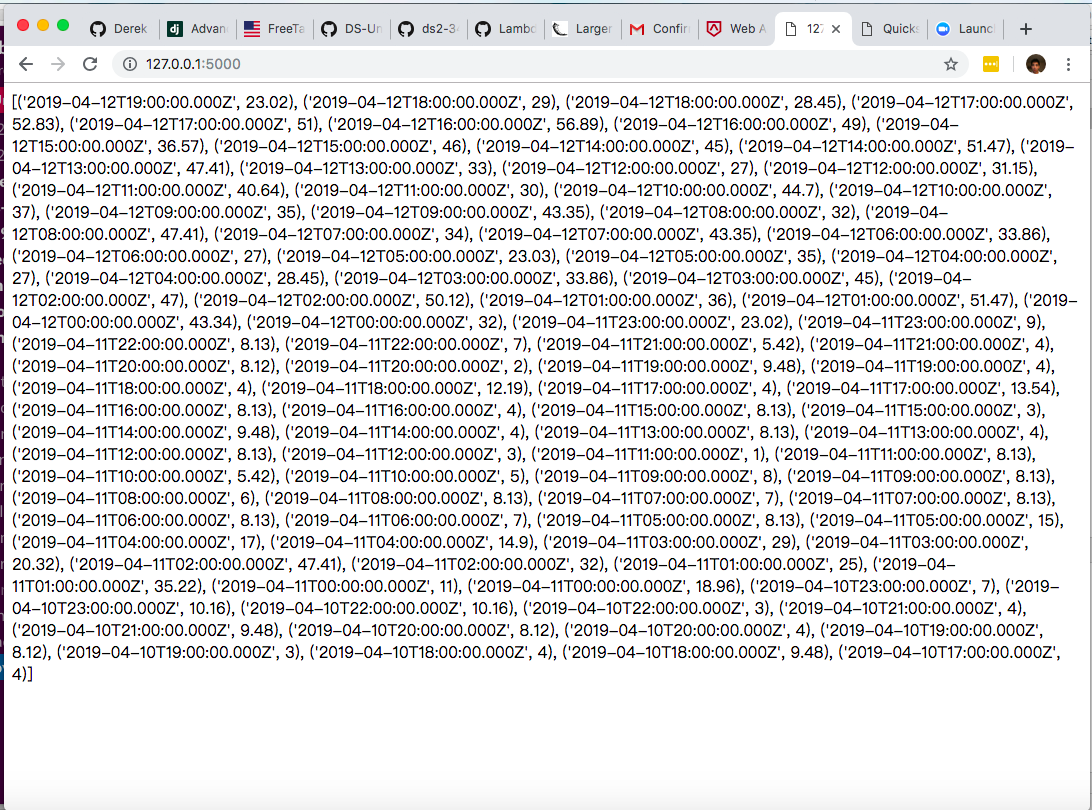 Derek
Advan
FreeTa
DS-Un
ds2-3
Lambd
Larger
Confir
Web A
127
Quicks
Launc
127.0.0.1:5000
[('2019-04-12T19:00:00.000Z', 23.02), ('2019-04-12T18:00:00.000Z', 29), ('2019-04-12T18:00:00.000Z', 28.45), ('2019-04-12T17:00:00.000Z',
52.83), ('2019-04-12T17:00:00.000Z', 51), ('2019-04-12T16:00:00.000Z', 56.89), ('2019-04-12T16:00:00.000Z', 49), ('2019-04-
12T15:00:00.000Z', 36.57), ('2019-04-12T15:00:00.000Z', 46), ('2019-04-12T14:00:00.000Z', 45), ('2019-04-12T14:00:00.000Z', 51.47), ('2019-
04-12T13:00:00.000Z', 47.41), ('2019-04-12T13:00:00.000Z', 33), ('2019-04-12T12:00:00.000Z', 27), ('2019-04-12T12:00:00.000Z', 31.15),
('2019-04-12T11:00:00.000Z', 40.64), ('2019-04-12T11:00:00.000Z', 30), ('2019-04-12T10:00:00.000Z', 44.7), ('2019-04-12T10:00:00.000Z',
37), ('2019-04-12T09:00:00.000Z', 35), ('2019-04-12T09:00:00.000Z', 43.35), ('2019-04-12T08:00:00.000Z', 32), ('2019-04-
12T08:00:00.000Z', 47.41), ('2019-04-12T07:00:00.000Z', 34), ('2019-04-12T07:00:00.000Z', 43.35), ('2019-04-12T06:00:00.000Z', 33.86),
('2019-04-12T06:00:00.000Z', 27), ('2019-04-12T05:00:00.000Z', 23.03), ('2019-04-12T05:00:00.000Z', 35), ('2019-04-12T04:00:00.000Z',
27), ('2019-04-12T04:00:00.000Z', 28.45), ('2019-04-12T03:00:00.000Z', 33.86), ('2019-04-12T03:00:00.000Z', 45), ('2019-04-
12T02:00:00.000Z', 47), ('2019-04-12T02:00:00.000Z', 50.12), ('2019-04-12T01:00:00.000Z', 36), ('2019-04-12T01:00:00.000Z', 51.47), ('2019-
04-12T00:00:00.000Z', 43.34), ('2019-04-12T00:00:00.000Z', 32), ('2019-04-11T23:00:00.000Z', 23.02), ('2019-04-11T23:00:00.000Z', 9),
('2019-04-11T22:00:00.000Z', 8.13), ('2019-04-11T22:00:00.000Z', 7), ('2019-04-11T21:00:00.000Z', 5.42), ('2019-04-11T21:00:00.000Z', 4),
('2019-04-11T20:00:00.000Z', 8.12), ('2019-04-11T20:00:00.000Z', 2), ('2019-04-11T19:00:00.000Z', 9.48), ('2019-04-11T19:00:00.000Z', 4),
('2019-04-11T18:00:00.000Z', 4), ('2019-04-11T18:00:00.000Z', 12.19), ('2019-04-11T17:00:00.000Z', 4), ('2019-04-11T17:00:00.000Z', 13.54),
('2019-04-11T16:00:00.000Z', 8.13), ('2019-04-11T16:00:00.000Z', 4), ('2019-04-11T15:00:00.000Z', 8.13), ('2019-04-11T15:00:00.000Z', 3),
('2019-04-11T14:00:00.000Z', 9.48), ('2019-04-11T14:00:00.000Z', 4), ('2019-04-11T13:00:00.000Z', 8.13), ('2019-04-11T13:00:00.000Z', 4),
('2019-04-11T12:00:00.000Z', 8.13), ('2019-04-11T12:00:00.000Z', 3), ('2019-04-11T11:00:00.000Z', 1), ('2019-04-11T11:00:00.000Z', 8.13),
('2019-04-11T10:00:00.000Z', 5.42), ('2019-04-11T10:00:00.000Z', 5), ('2019-04-11T09:00:00.000Z', 8), ('2019-04-11T09:00:00.000Z', 8.13),
('2019-04-11T08:00:00.000Z', 6), ('2019-04-11T08:00:00.000Z', 8.13), ('2019-04-11T07:00:00.000Z', 7), ('2019-04-11T07:00:00.000Z', 8.13),
('2019-04-11T06:00:00.000Z', 8.13), ('2019-04-11T06:00:00.000Z', 7), ('2019-04-11T05:00:00.000Z', 8.13), ('2019-04-11T05:00:00.000Z', 15),
('2019-04-11T04:00:00.000Z', 17), ('2019-04-11T04:00:00.000Z', 14.9), ('2019-04-11T03:00:00.000Z', 29), ('2019-04-11T03:00:00.000Z',
20.32), ('2019-04-11T02:00:00.000Z', 47.41), ('2019-04-11T02:00:00.000Z', 32), ('2019-04-11T01:00:00.000Z', 25), ('2019-04-
11T01:00:00.000Z', 35.22), ('2019-04-11T00:00:00.000Z', 11), ('2019-04-11T00:00:00.000Z', 18.96), ('2019-04-10T23:00:00.000Z', 7), ('2019-
04-10T23:00:00.000Z', 10.16), ('2019-04-10T22:00:00.000Z', 10.16), ('2019-04-10T22:00:00.000Z', 3), ('2019-04-10T21:00:00.000Z', 4),
('2019-04-10T21:00:00.000Z', 9.48), ('2019-04-10T20:00:00.000Z', 8.12), ('2019-04-10T20:00:00.000Z', 4), ('2019-04-10T19:00:00.000Z',
8.12), ('2019-04-10T19:00:00.000Z', 3), ('2019-04-10T18:00:00.000Z', 4), ('2019-04-10T18:00:00.000Z', 9.48), ('2019-04-10T17:00:00.000Z',
4)]